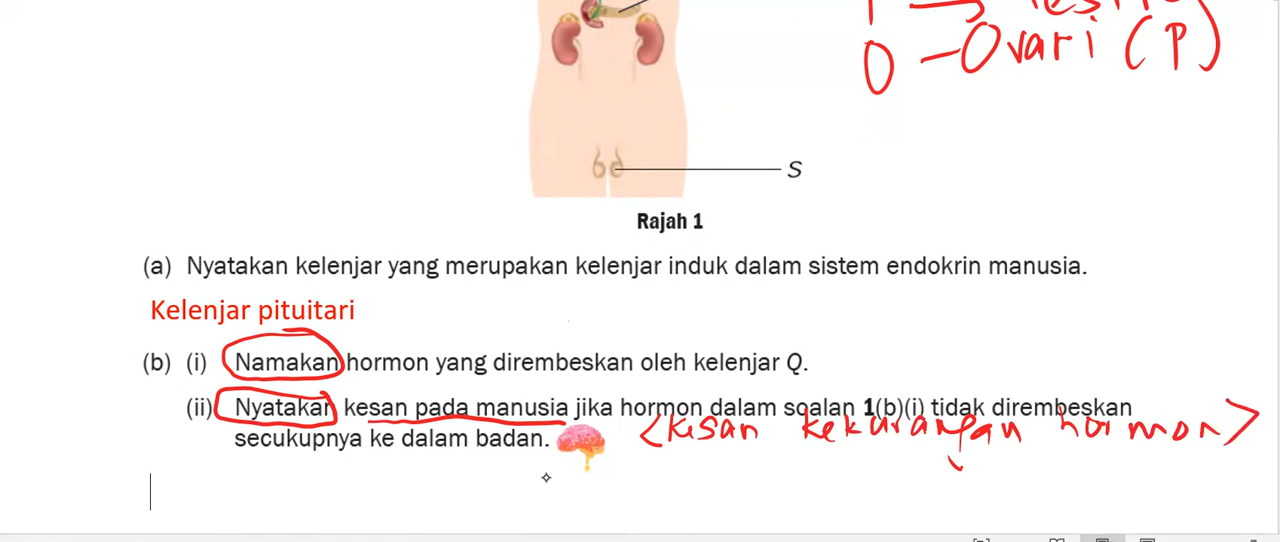 O - Ovari (P)
S
Rajah 1
(a) Nyatakan kelenjar yang merupakan kelenjar induk dalam sistem endokrin manusia.
Kelenjar pituitari
(b) (i) Namakan hormon yang dirembeskan oleh kelenjar Q.
(ii) Nyatakan kesan pada manusia jika hormon dalam soalan 1(b)(i) tidak dirembeskan
secukupnya ke dalam badan.
<kesan kekurangan hormon>